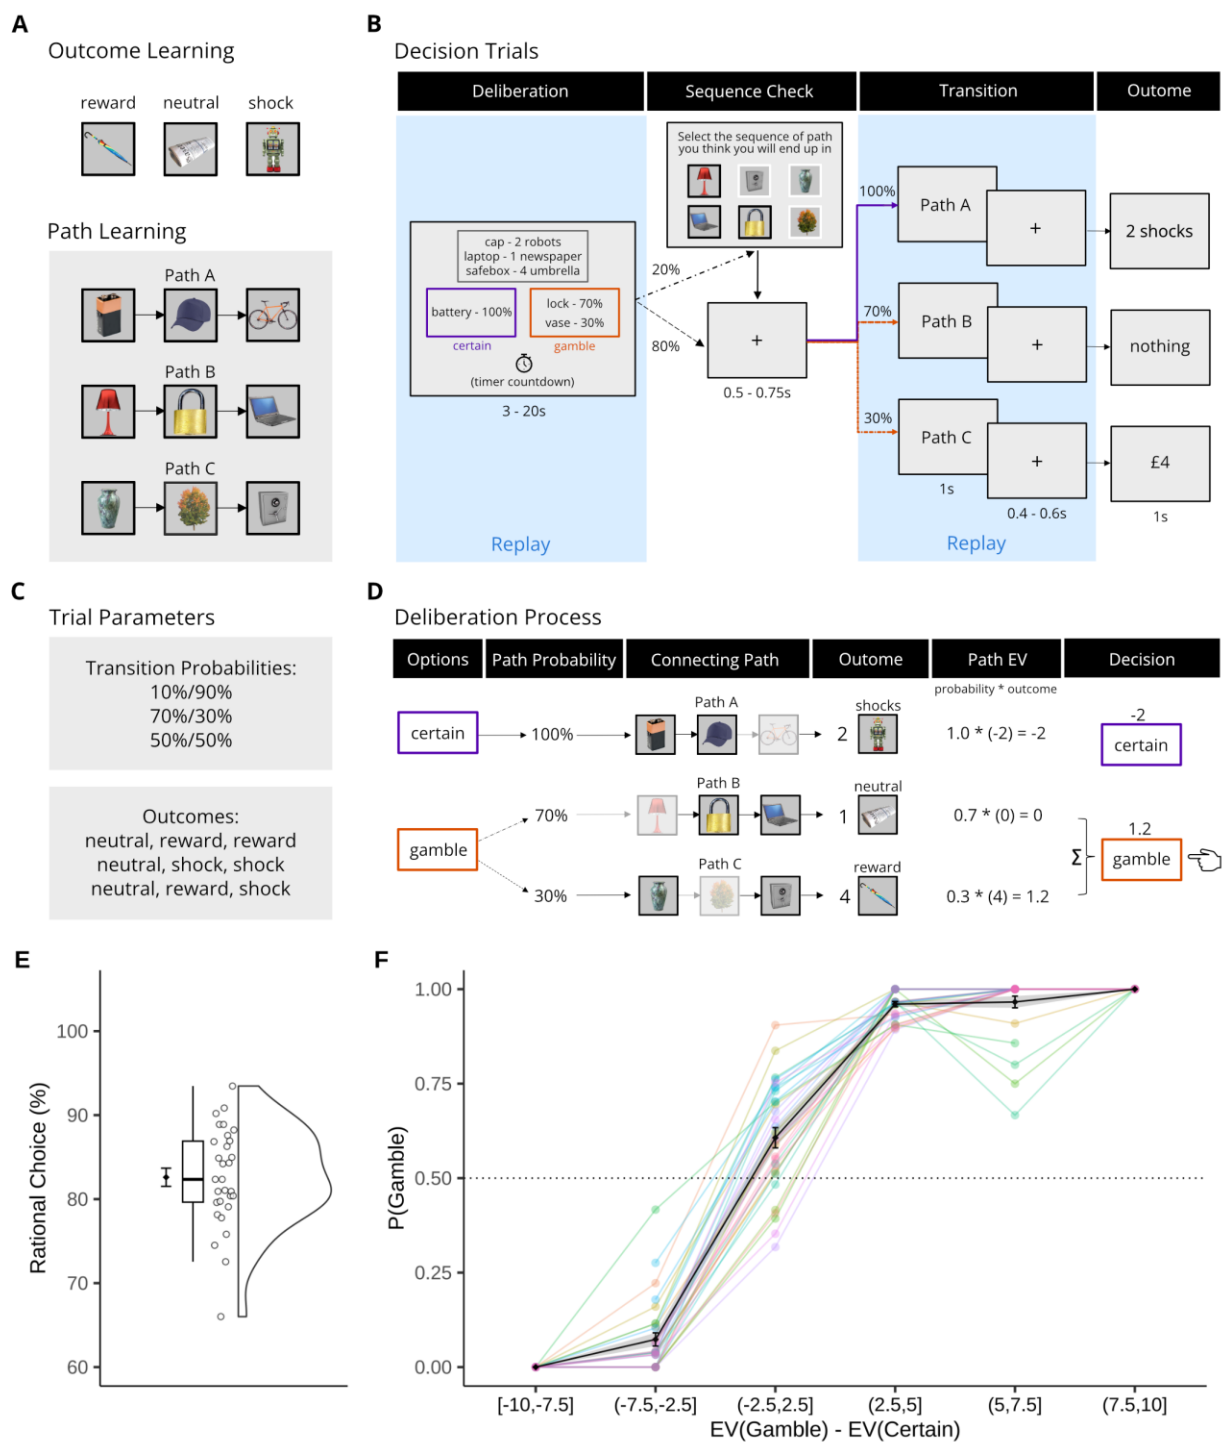 A
Outcome Learning
reward neutral shock
Path Learning
Path A
Path B
Path C
B
Decision Trials
Deliberation Sequence Check Transition Outome
Select the sequence of path
you think you will end up in
cap - 2 robots
laptop - 1 newspaper
safebox - 4 umbrella
battery - 100%
lock - 70%
vase - 30%
certain
gamble
(timer countdown)
3 - 20s
20%
80%
+
0.5 - 0.75s
100%
Path A
+
2 shocks
70%
Path B
+
nothing
30%
Path C
+
£4
1s
0.4 - 0.6s
1s
Replay
Replay
C
Trial Parameters
Transition Probabilities:
10%/90%
70%/30%
50%/50%
Outcomes:
neutral, reward, reward
neutral, shock, shock
neutral, reward, shock
D
Deliberation Process
Options Path Probability Connecting Path Outcome Path EV Decision
probability * outcome
certain
100%
Path A
2
shocks
1.0 * (-2) = -2
-2
certain
gamble
70%
Path B
1
neutral
0.7 * (0) = 0
30%
Path C
4
reward
0.3 * (4) = 1.2
Σ
1.2
gamble
E
Rational Choice (%)
100
90
80
70
60
F
P(Gamble)
1.00
0.75
0.50
0.25
0.00
[-10,-7.5] (-7.5,-2.5] (-2.5,2.5] (2.5,5] (5,7.5] (7.5,10]
EV(Gamble) - EV(Certain)